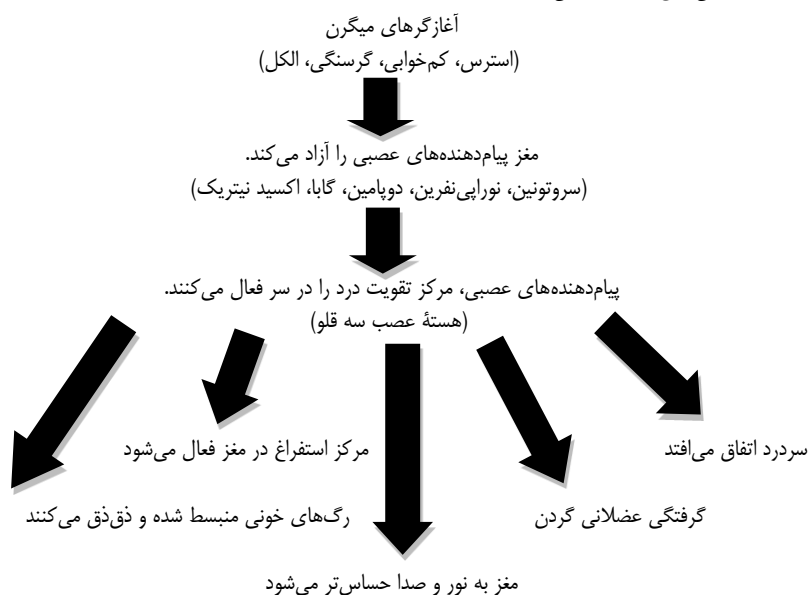 آغازگرهای میگرن
(استرس، کم‌خوابی، گرسنگی، الکل)
مغز پیام‌دهنده‌های عصبی را آزاد می‌کند.
(سروتونین، نوراپی‌نفرین، دوپامین، گابا، اکسید نیتریک)
پیام‌دهنده‌های عصبی، مرکز تقویت درد را در سر فعال می‌کنند.
(هستهٔ عصب سه قلو)
سردرد اتفاق می‌افتد
مرکز استفراغ در مغز فعال می‌شود
گرفتگی عضلانی گردن
رگ‌های خونی منبسط شده و ذق‌ذق می‌کنند
مغز به نور و صدا حساس‌تر می‌شود